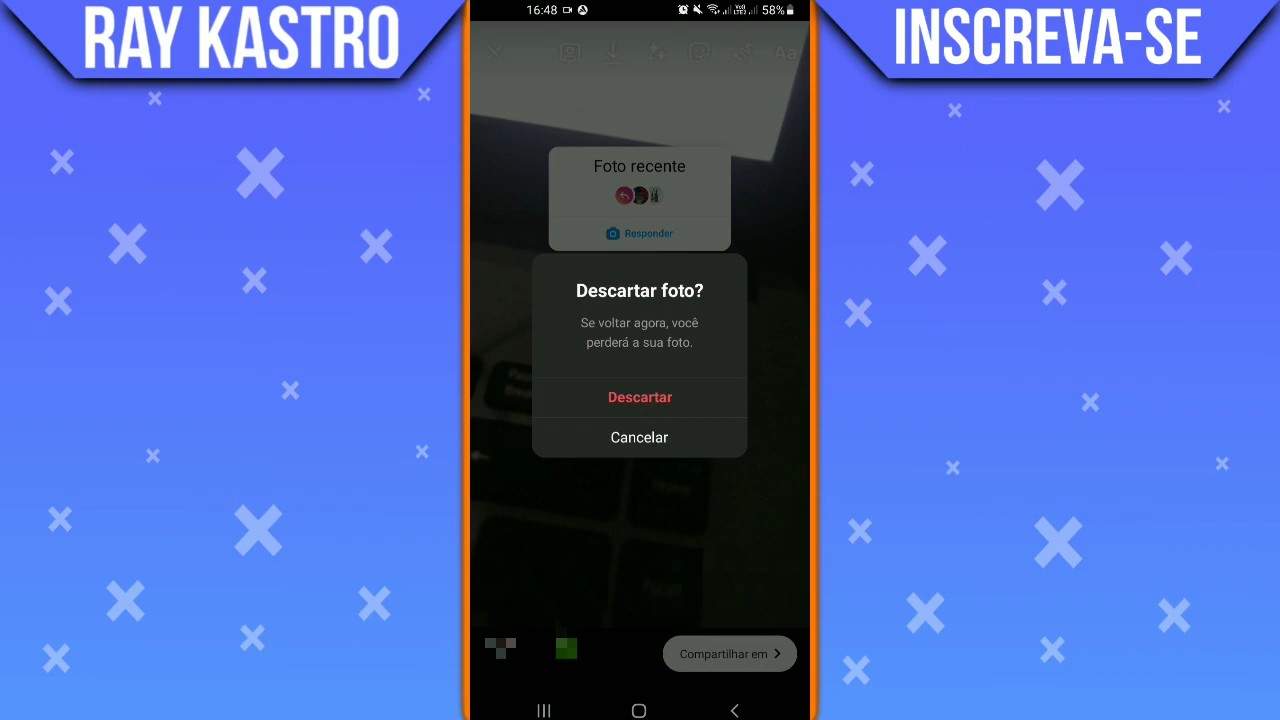 RAY KASTRO
INSCREVA-SE
16:48
58%
Aa
Foto recente
Responder
Descartar foto?
Se voltar agora, você
perderá a sua foto.
Descartar
Cancelar
Compartilhar em